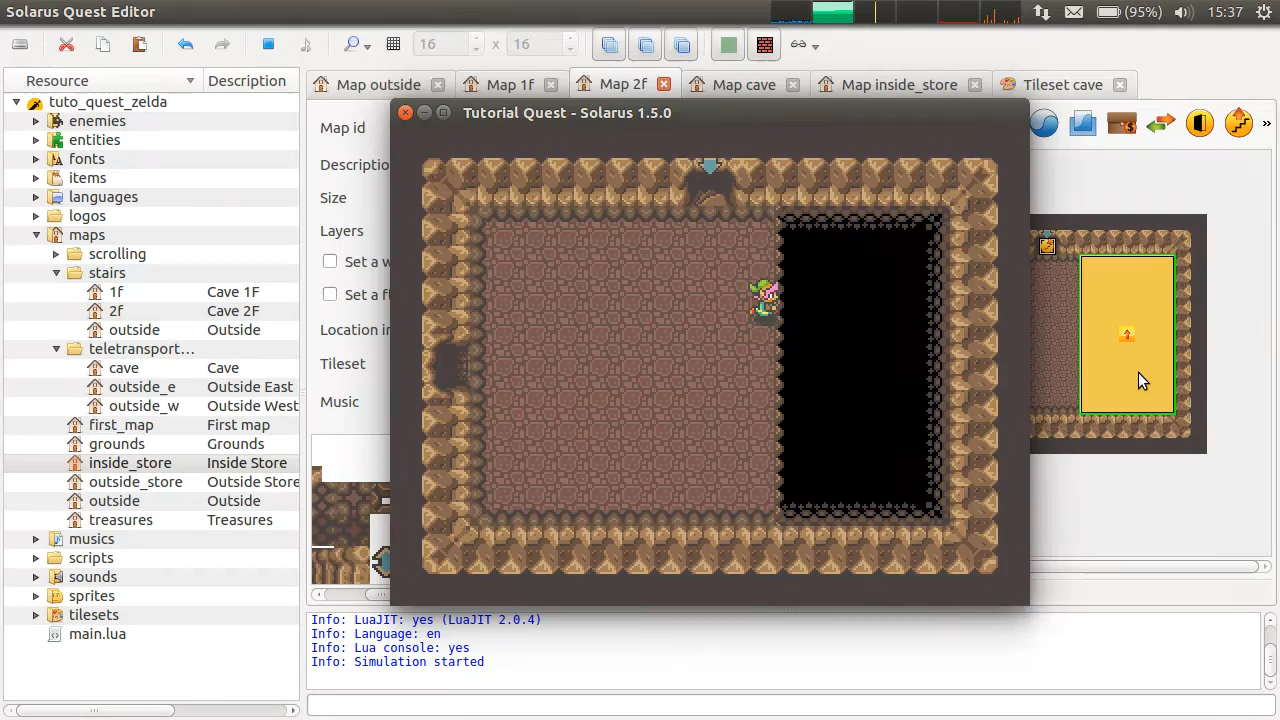 Solarus Quest Editor
(95%)
15:37
16 x 16
Resource Description
Map outside Map 1f Map 2f Map cave Map inside_store Tileset cave
tuto_quest_zelda
enemies
entities
fonts
items
languages
logos
maps
scrolling
stairs
1f Cave 1F
2f Cave 2F
outside Outside
teletransport...
cave Cave
outside_e Outside East
outside_w Outside West
first_map First map
grounds Grounds
inside_store Inside Store
outside_store Outside Store
outside Outside
treasures Treasures
musics
scripts
sounds
sprites
tilesets
main.lua
Map id
Descriptio
Size
Layers
Set a w
Set a fl
Location in
Tileset
Music
Tutorial Quest - Solarus 1.5.0
»
Info: LuaJIT: yes (LuaJIT 2.0.4)
Info: Language: en
Info: Lua console: yes
Info: Simulation started